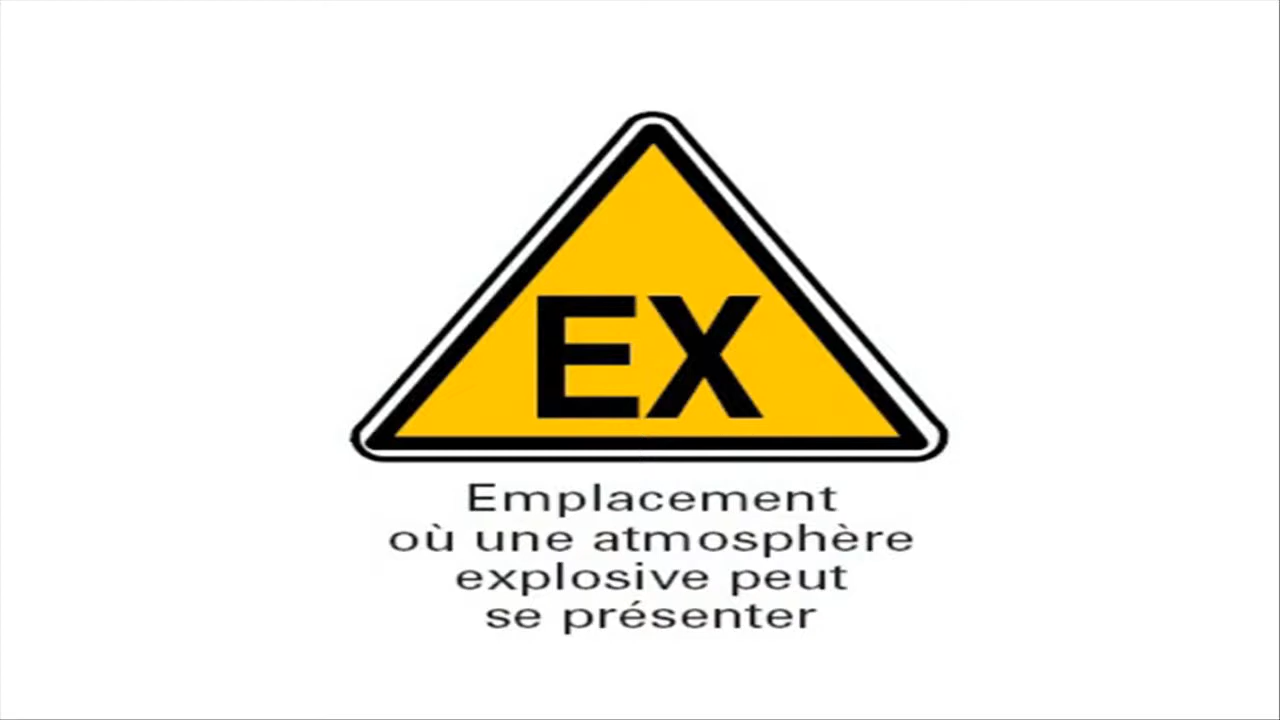 EX
Emplacement
où une atmosphère
explosive peut
se présenter